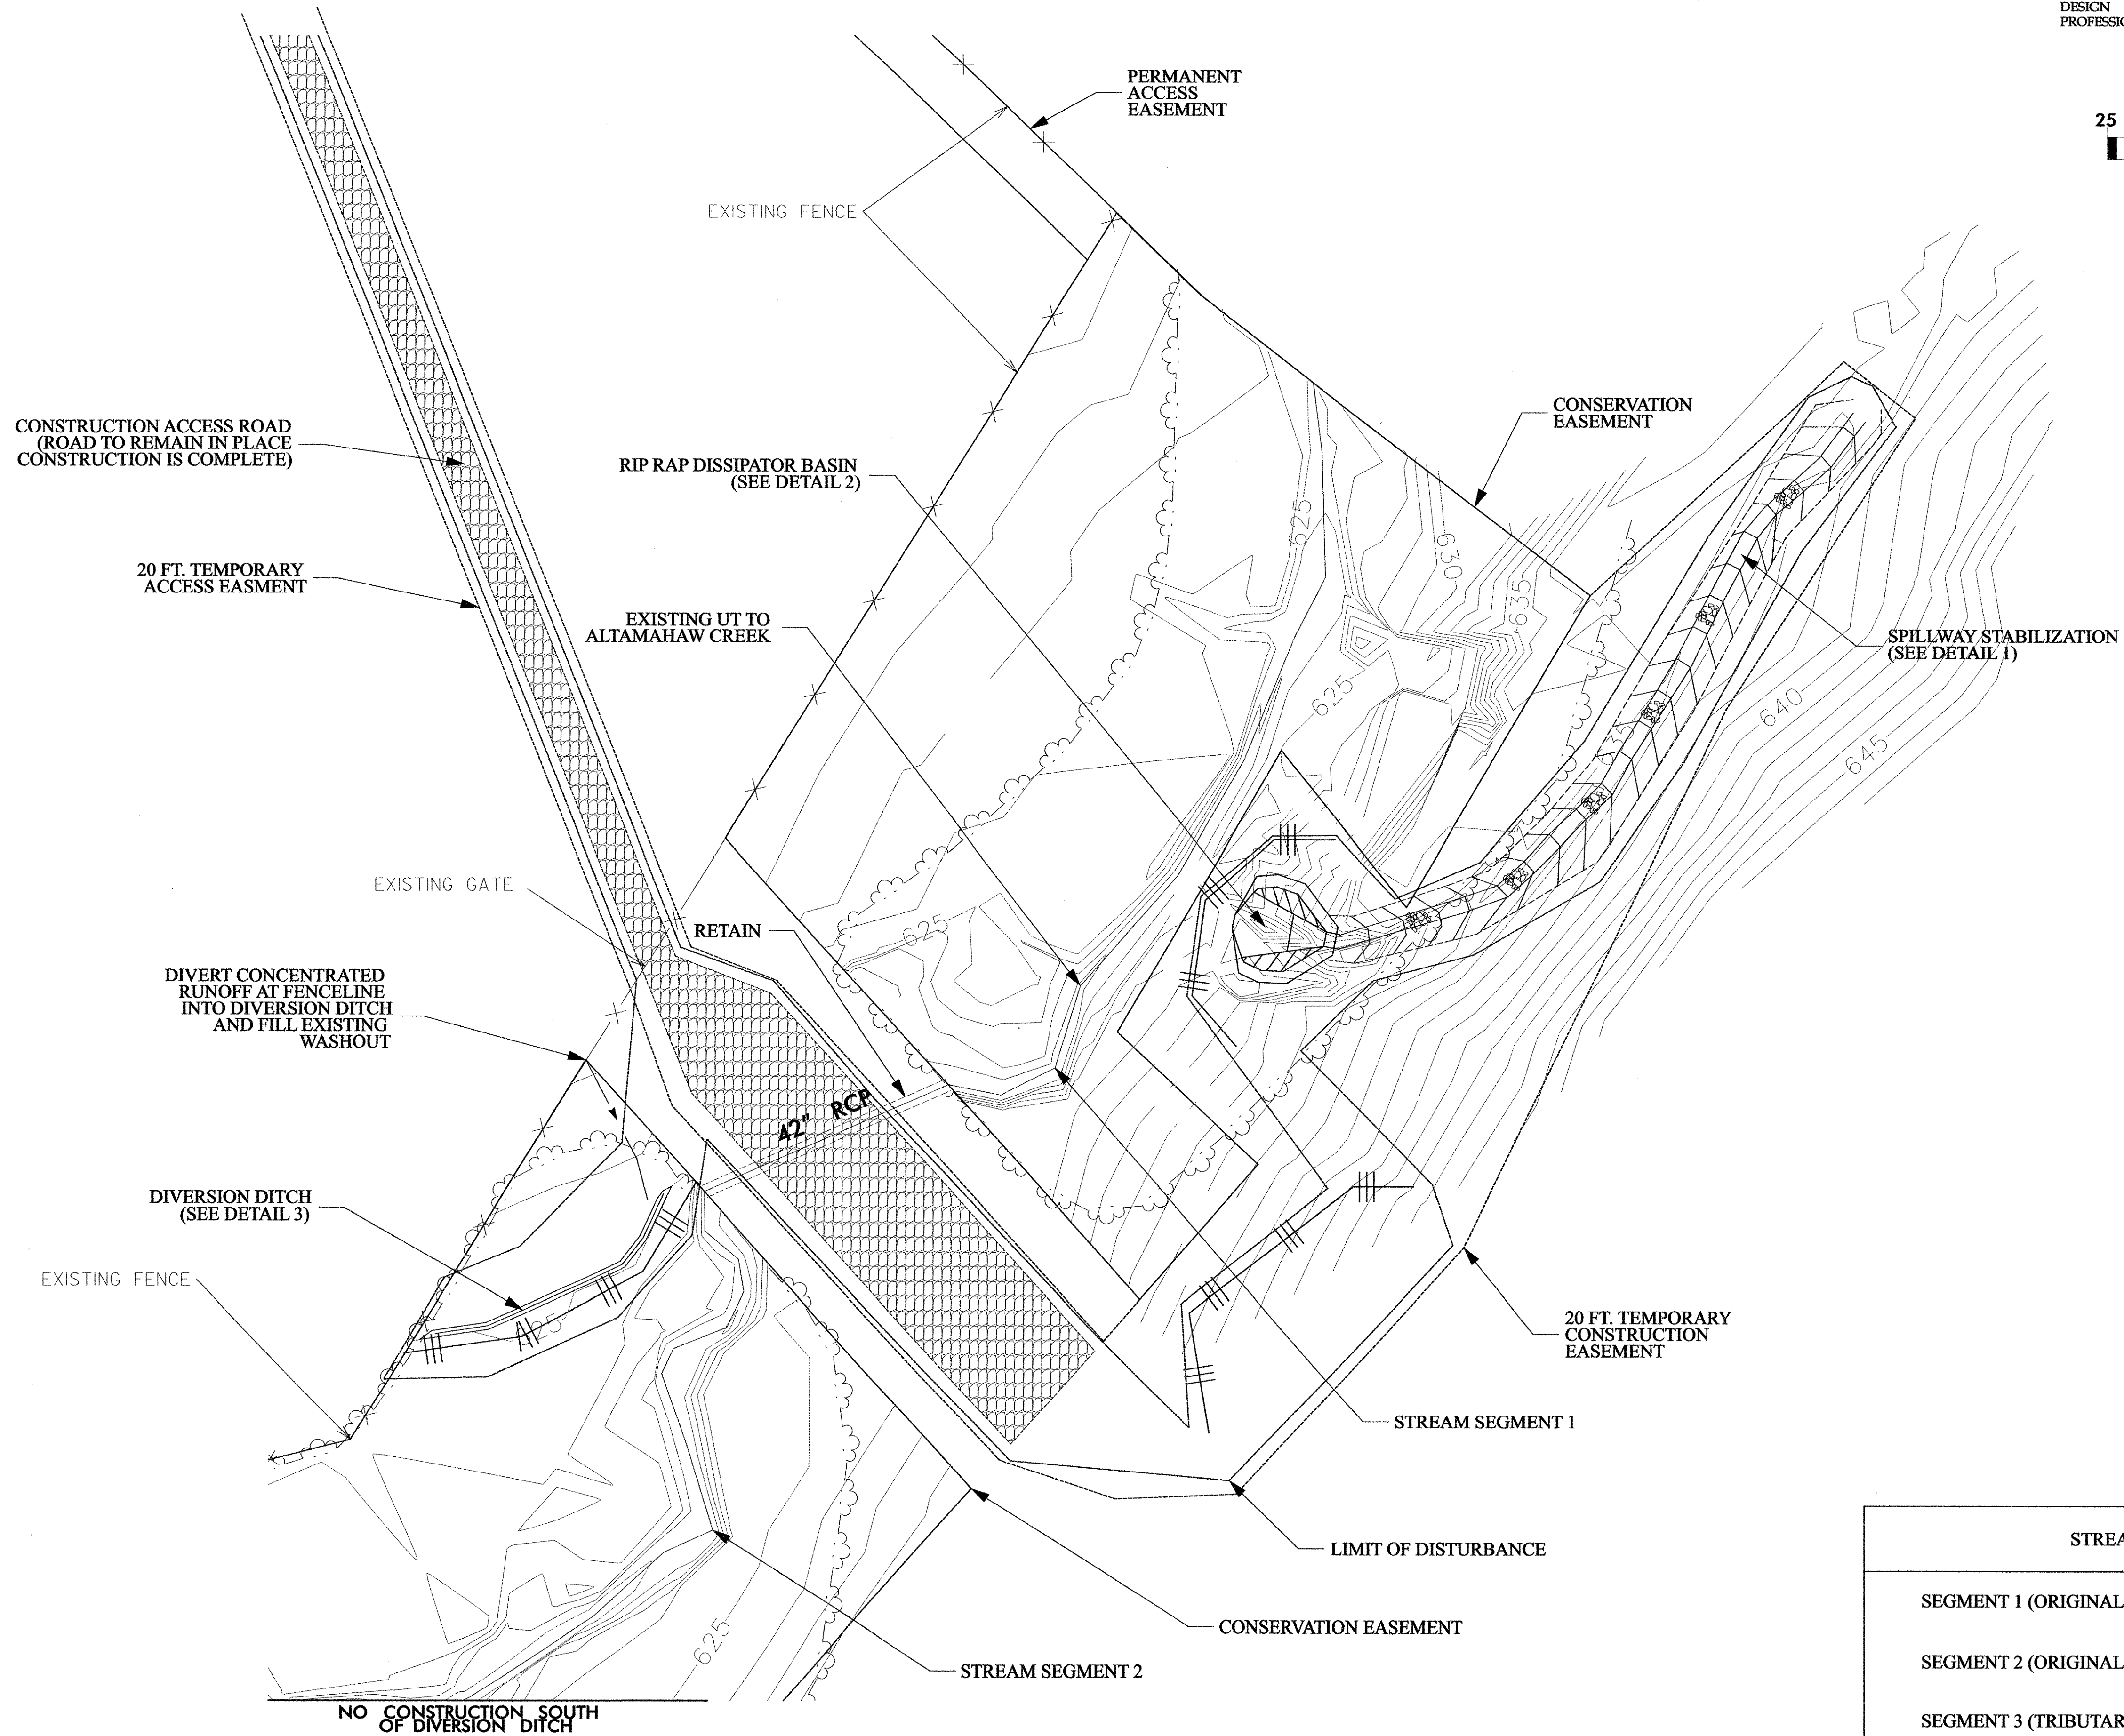 DESIGN
25
PERMANENT
ACCESS
EASEMENT
EXISTING FENCE
CONSTRUCTION ACCESS ROAD
(ROAD TO REMAIN IN PLACE
CONSTRUCTION IS COMPLETE)
RIP RAP DISSIPATOR BASIN
(SEE DETAIL 2)
CONSERVATION
EASEMENT
625
630
635
20 FT. TEMPORARY
ACCESS EASMENT
EXISTING UT TO
ALTAMAHAW CREEK
SPILLWAY STABILIZATION
(SEE DETAIL 1)
625
640
635
645
EXISTING GATE
RETAIN
625
DIVERT CONCENTRATED
RUNOFF AT FENCELINE
INTO DIVERSION DITCH
AND FILL EXISTING
WASHOUT
42" RCP
DIVERSION DITCH
(SEE DETAIL 3)
EXISTING FENCE
625
20 FT. TEMPORARY
CONSTRUCTION
EASEMENT
STREAM SEGMENT 1
LIMIT OF DISTURBANCE
CONSERVATION EASEMENT
625
STREAM SEGMENT 2
NO CONSTRUCTION SOUTH
OF DIVERSION DITCH
SEGMENT 1 (ORIGINAL
SEGMENT 2 (ORIGINAL
SEGMENT 3 (TRIBUTAR